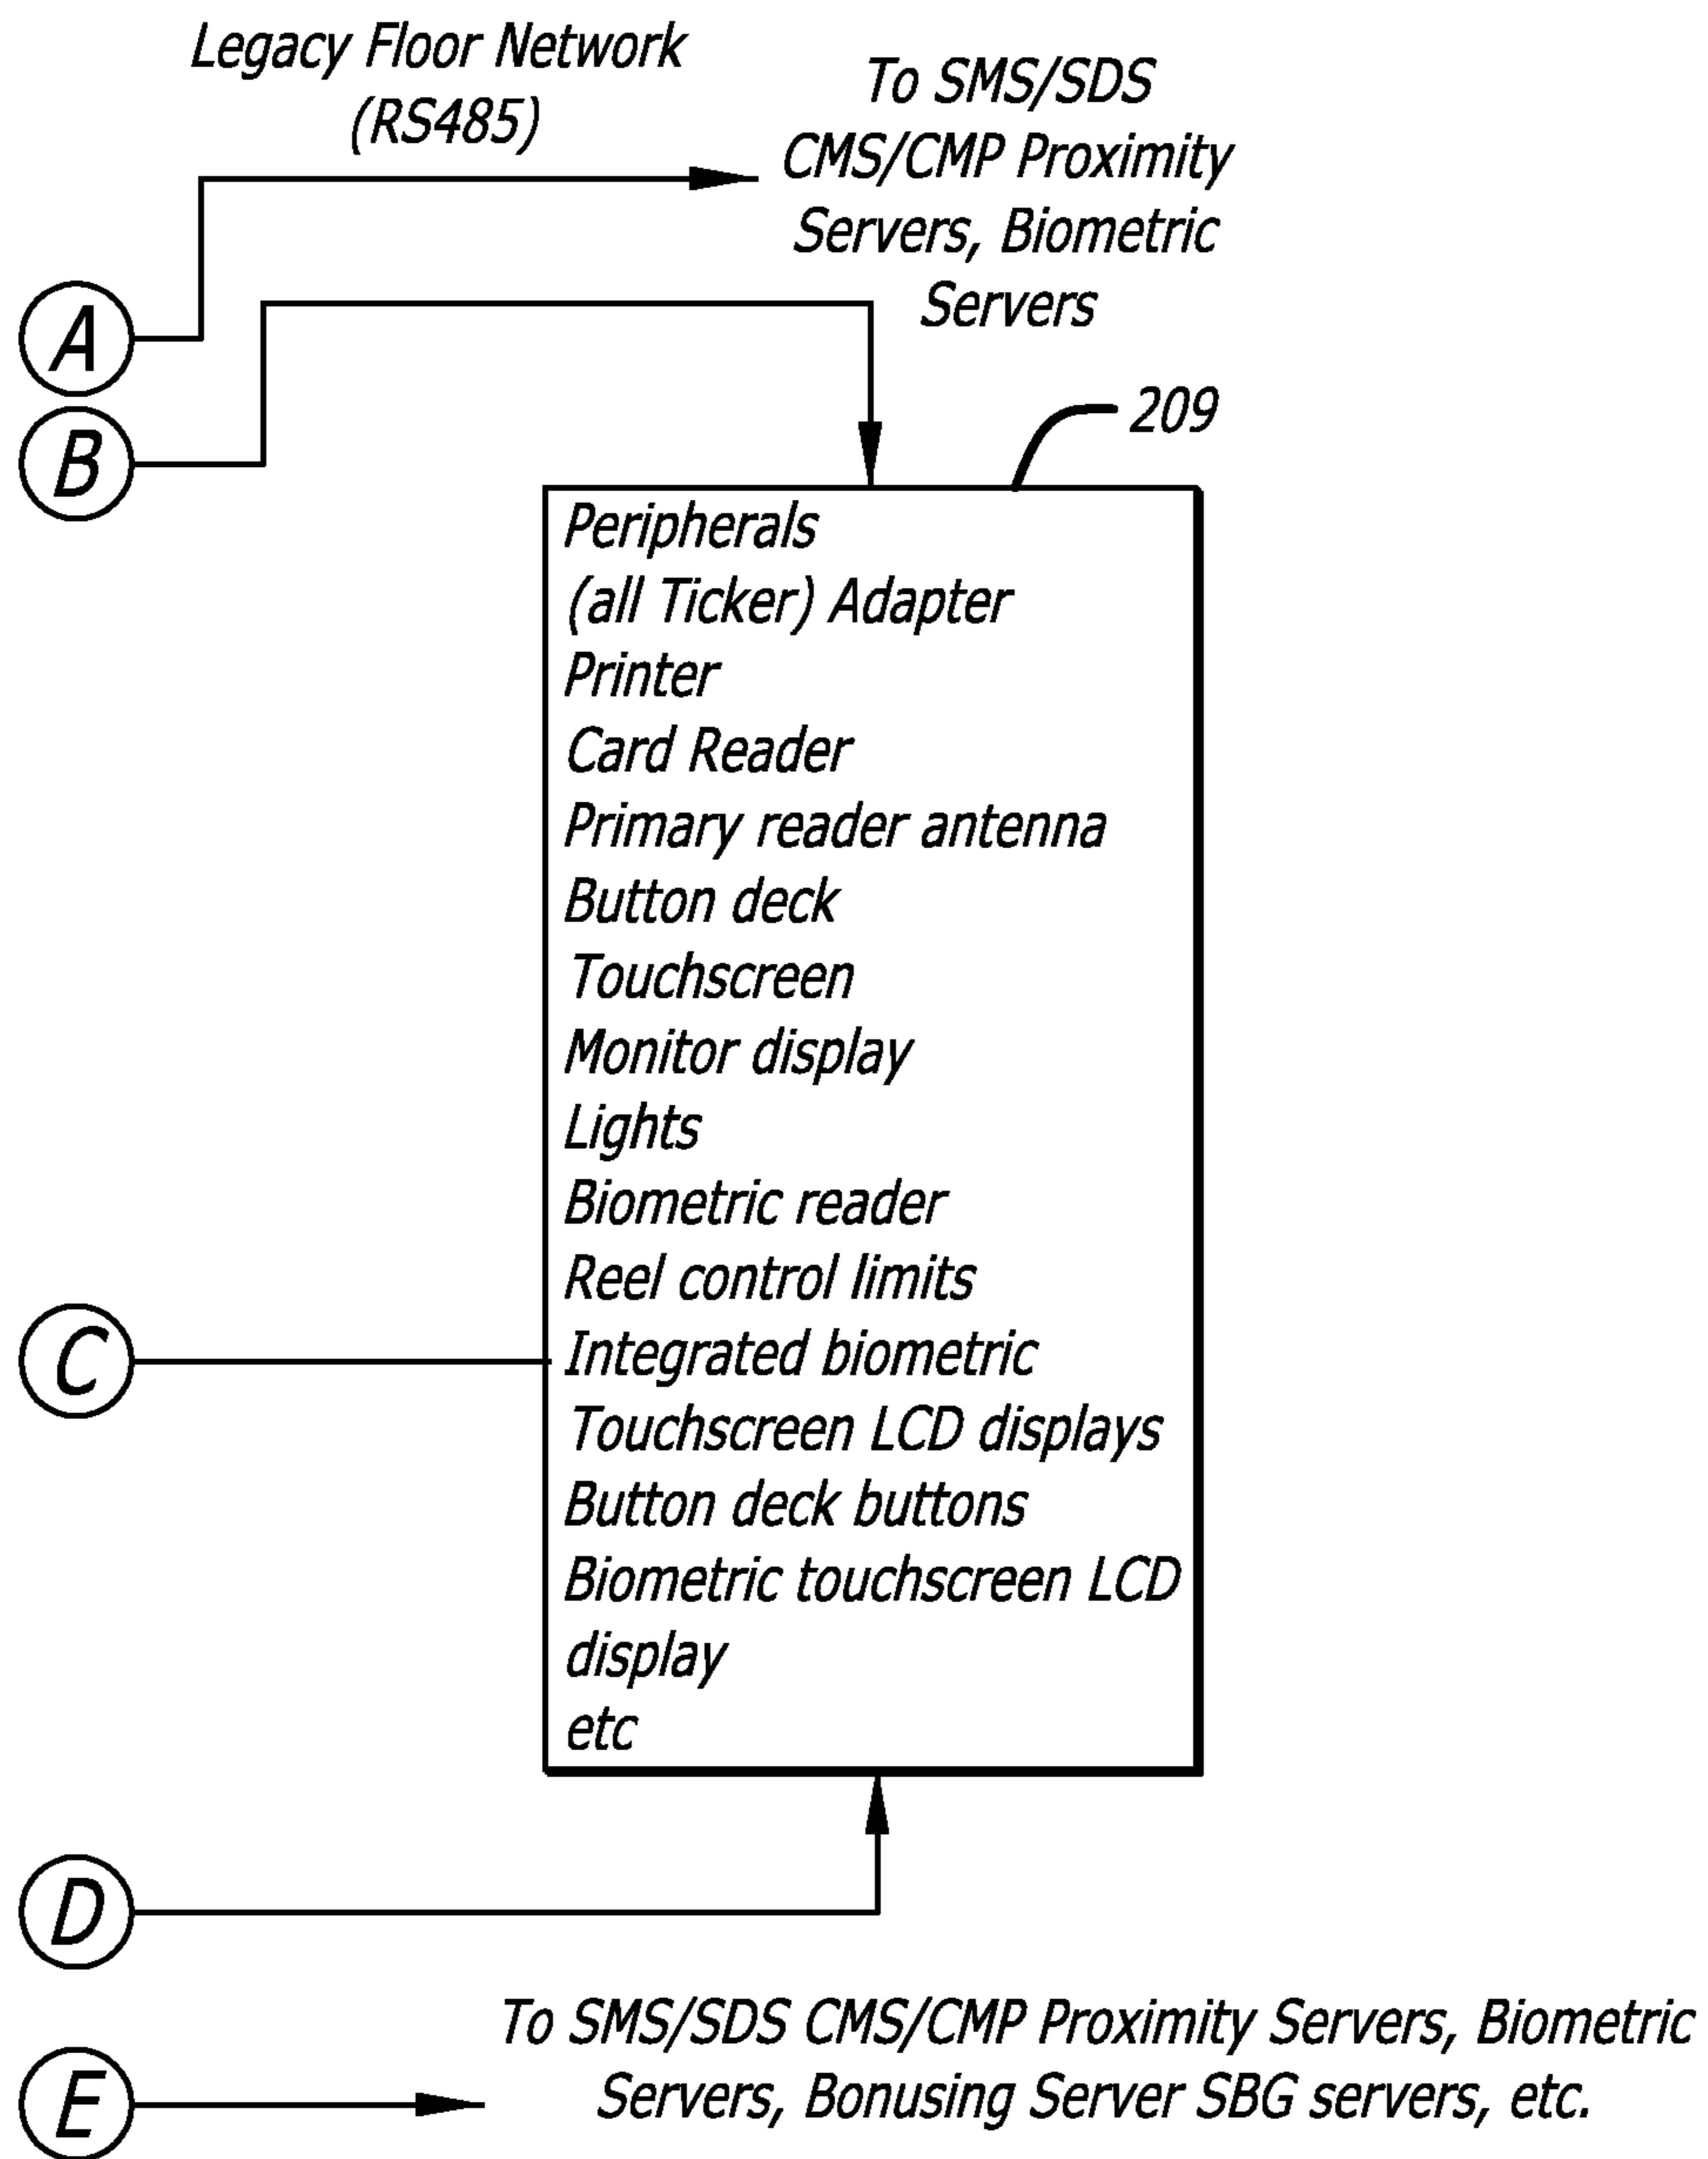 Legacy Floor Network
(RS485)
To SMS/SDS
CMS/CMP Proximity
Servers, Biometric
Servers
A
B
209
Peripherals
(all Ticker) Adapter
Printer
Card Reader
Primary reader antenna
Button deck
Touchscreen
Monitor display
Lights
Biometric reader
Reel control limits
C
Integrated biometric
Touchscreen LCD displays
Button deck buttons
Biometric touchscreen LCD
display
etc
D
To SMS/SDS CMS/CMP Proximity Servers, Biometric
Servers, Bonusing Server SBG servers, etc.
E